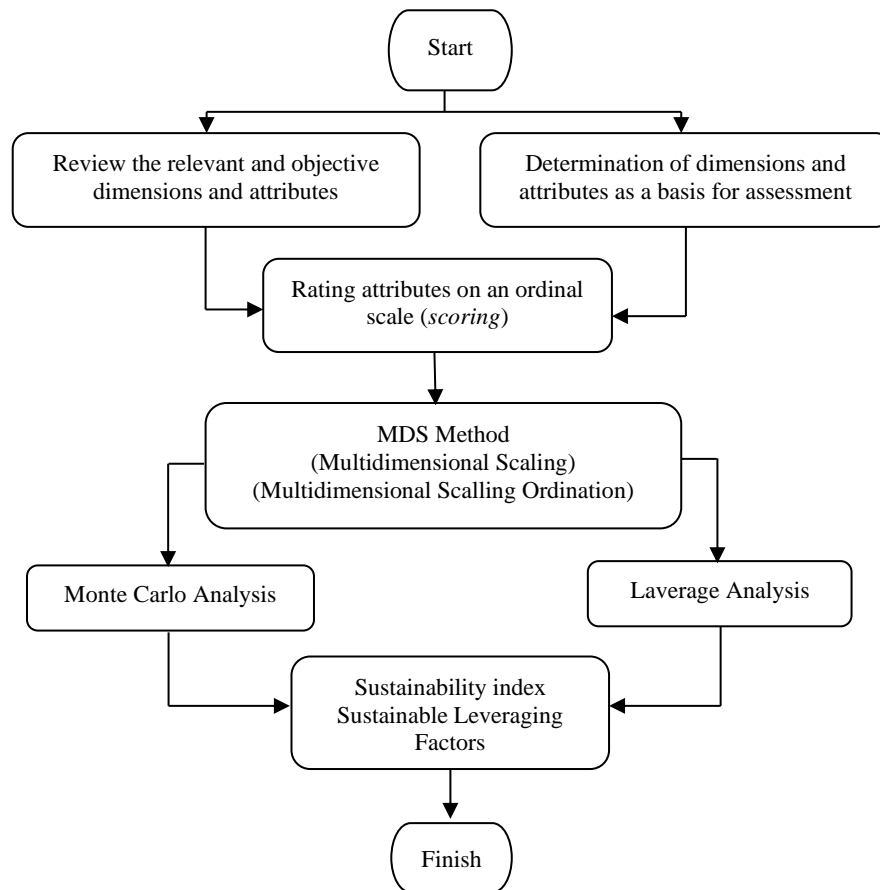 Start
Review the relevant and objective
dimensions and attributes
Determination of dimensions and
attributes as a basis for assessment
Rating attributes on an ordinal
scale (scoring)
MDS Method
(Multidimensional Scaling)
(Multidimensional Scalling Ordination)
Monte Carlo Analysis
Laverage Analysis
Sustainability index
Sustainable Leveraging
Factors
Finish